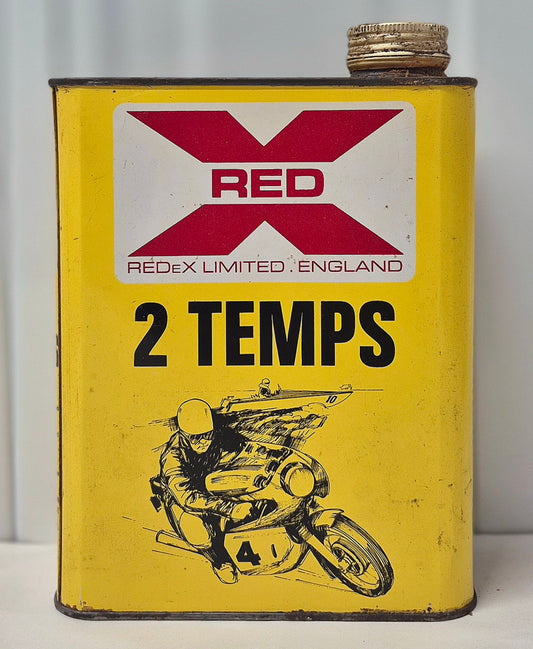 RED
REDeX LIMITED . ENGLAND
2 TEMPS
10
4